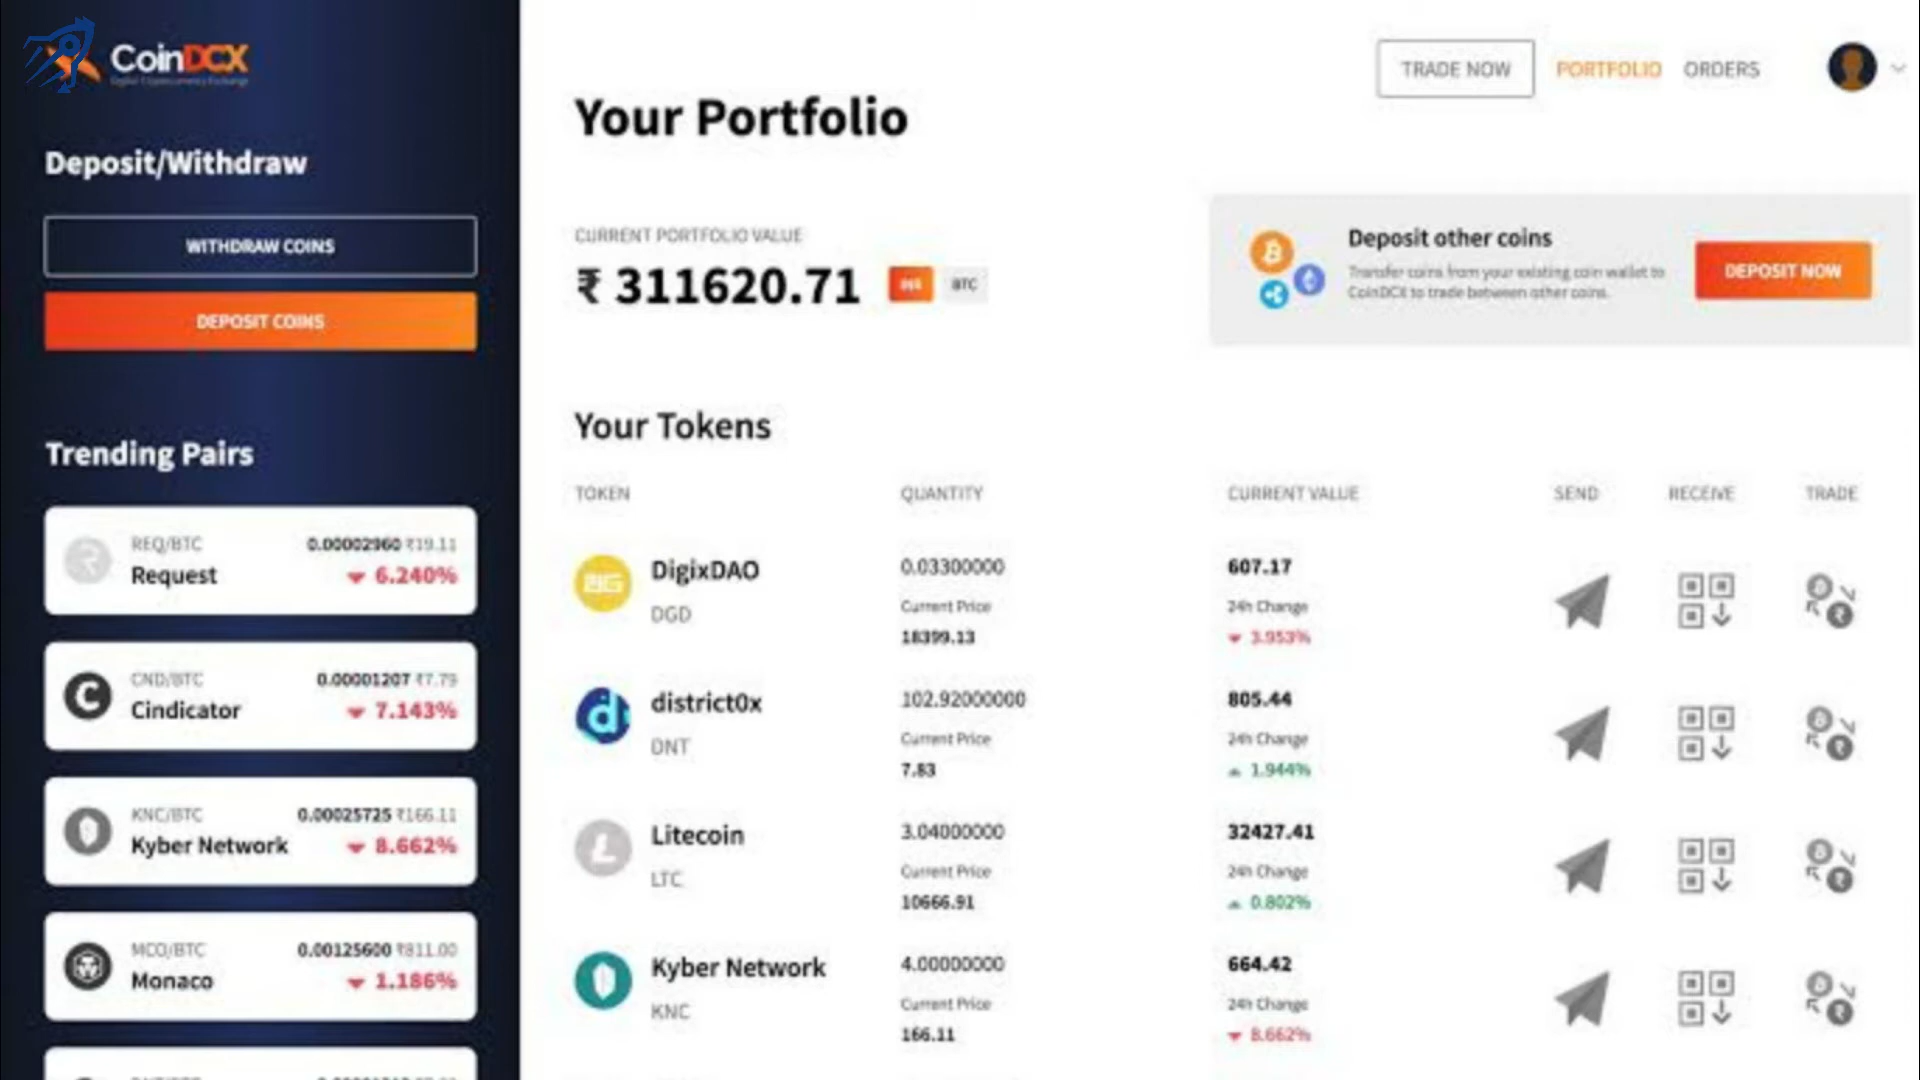 CoinDCX
Deposit/Withdraw
WITHDRAW COINS
DEPOSIT COINS
Trending Pairs
REQ/BTC 0.00002960 ₹19.11
Request 6.240%
CND/BTC 0.00001207 ₹7.79
Cindicator 7.143%
KNC/BTC 0.00025725 ₹166.11
Kyber Network 8.662%
MCO/BTC 0.00125600 ₹811.00
Monaco 1.186%
TRADE NOW PORTFOLIO ORDERS
Your Portfolio
CURRENT PORTFOLIO VALUE
₹ 311620.71 BTC
Deposit other coins
Transfer coins from your existing coin wallet to
CoinDCX to trade between other coins.
DEPOSIT NOW
Your Tokens
TOKEN QUANTITY CURRENT VALUE SEND RECEIVE TRADE
DigixDAO 0.03300000 607.17
DGD Current Price 24h Change
18399.13 3.953%
district0x 102.92000000 805.44
DNT Current Price 24h Change
7.83 1.944%
Litecoin 3.04000000 32427.41
LTC Current Price 24h Change
10666.91 0.802%
Kyber Network 4.00000000 664.42
KNC Current Price 24h Change
166.11 8.662%